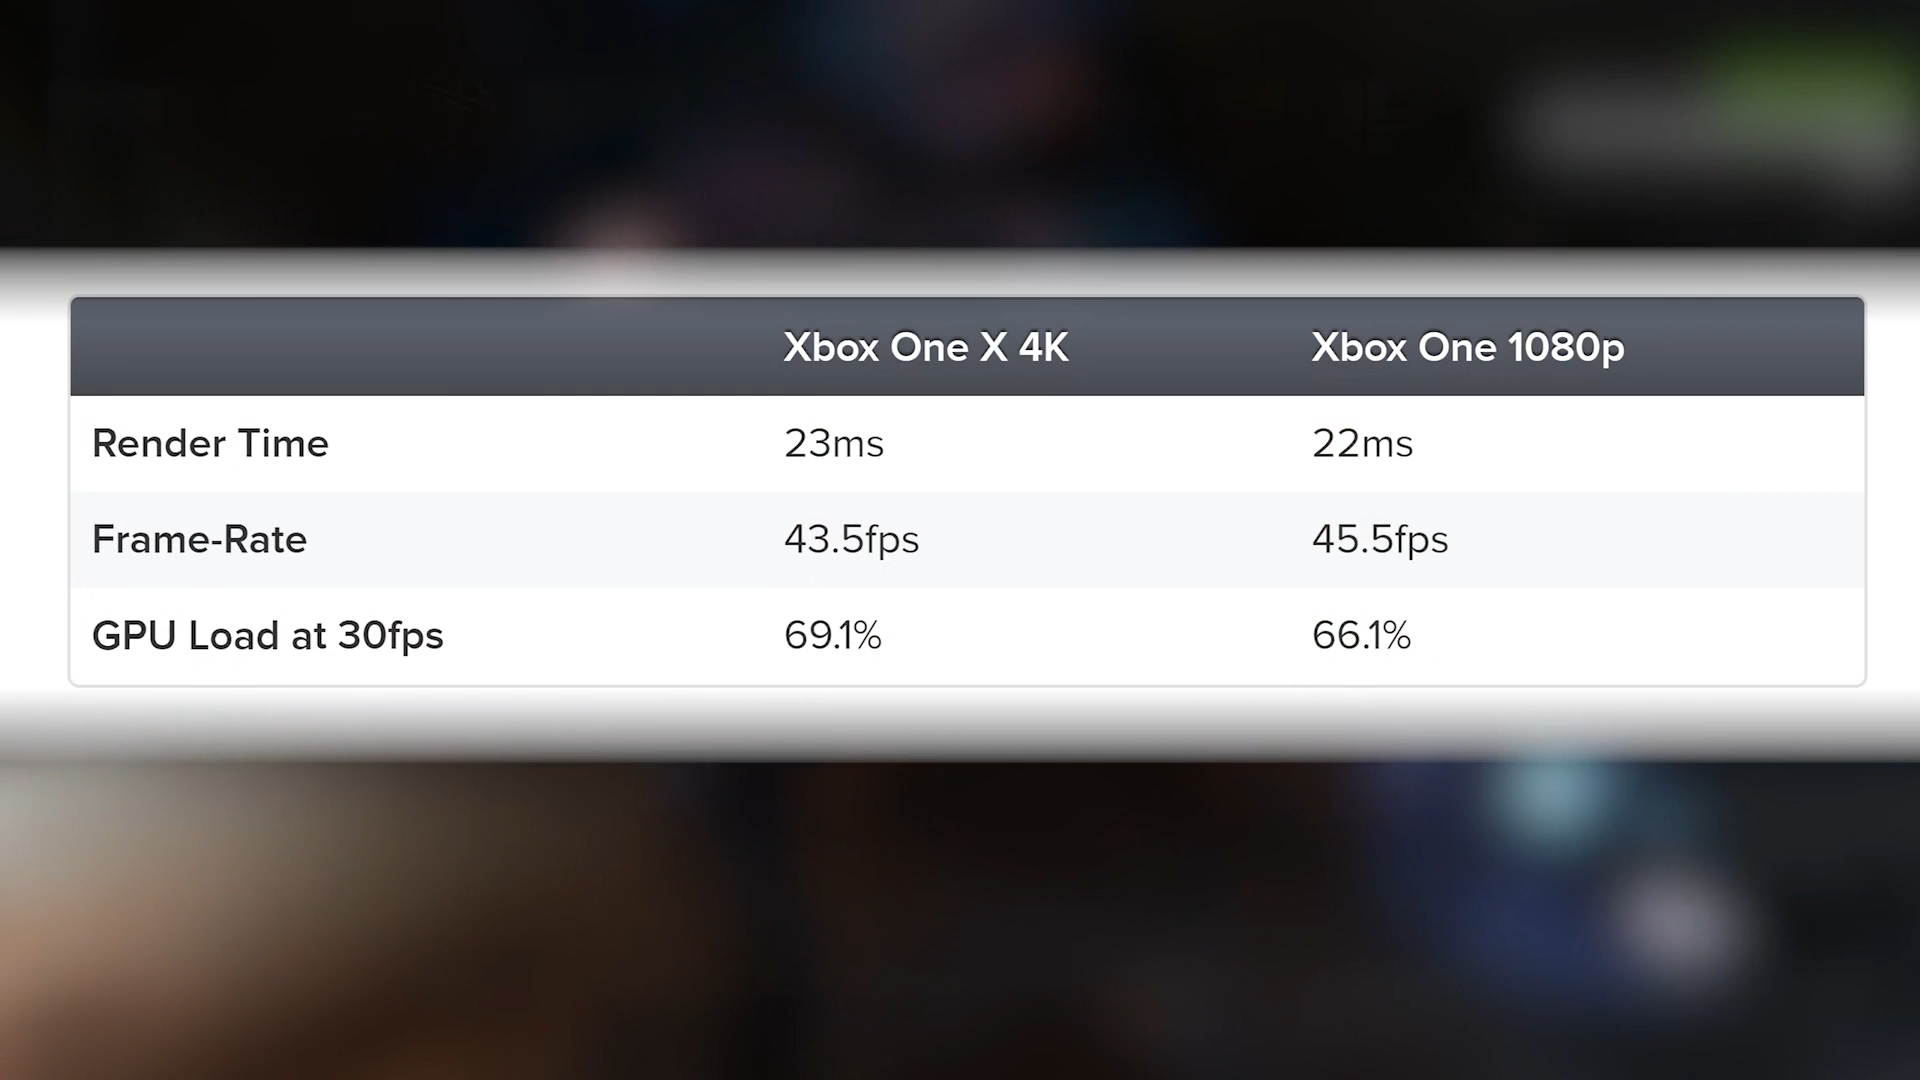 Xbox One X 4K Xbox One 1080p
Render Time 23ms 22ms
Frame-Rate 43.5fps 45.5fps
GPU Load at 30fps 69.1% 66.1%